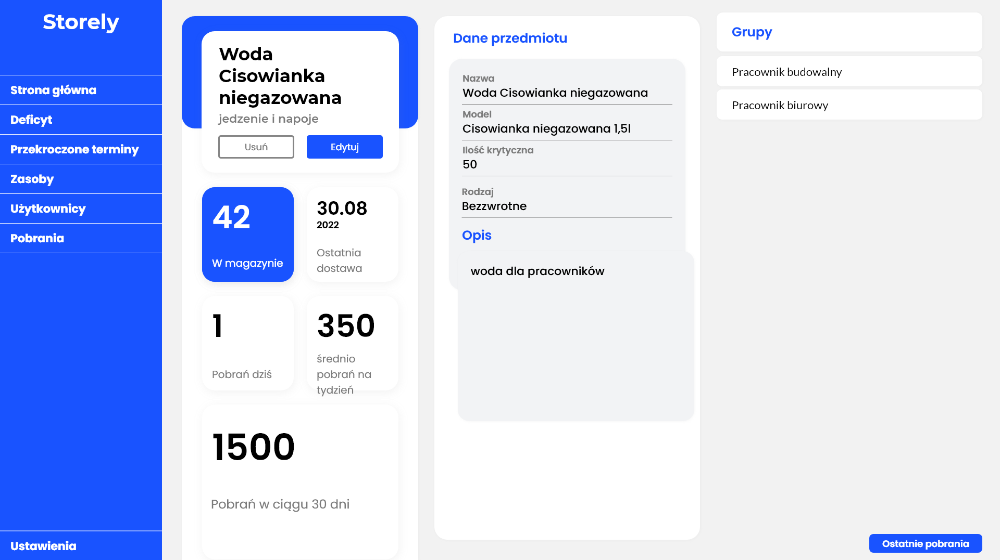 Storely
Strona główna
Deficyt
Przekroczone terminy
Zasoby
Użytkownicy
Pobrania
Ustawienia
Woda
Cisowianka
niegazowana
jedzenie i napoje
Usuń
Edytuj
42
W magazynie
30.08
2022
Ostatnia
dostawa
1
Pobrań dziś
350
średnio
pobrań na
tydzień
1500
Pobrań w ciągu 30 dni
Dane przedmiotu
Nazwa
Woda Cisowianka niegazowana
Model
Cisowianka niegazowana 1,5l
Ilość krytyczna
50
Rodzaj
Bezzwrotne
Opis
woda dla pracowników
Grupy
Pracownik budowalny
Pracownik biurowy
Ostatnie pobrania